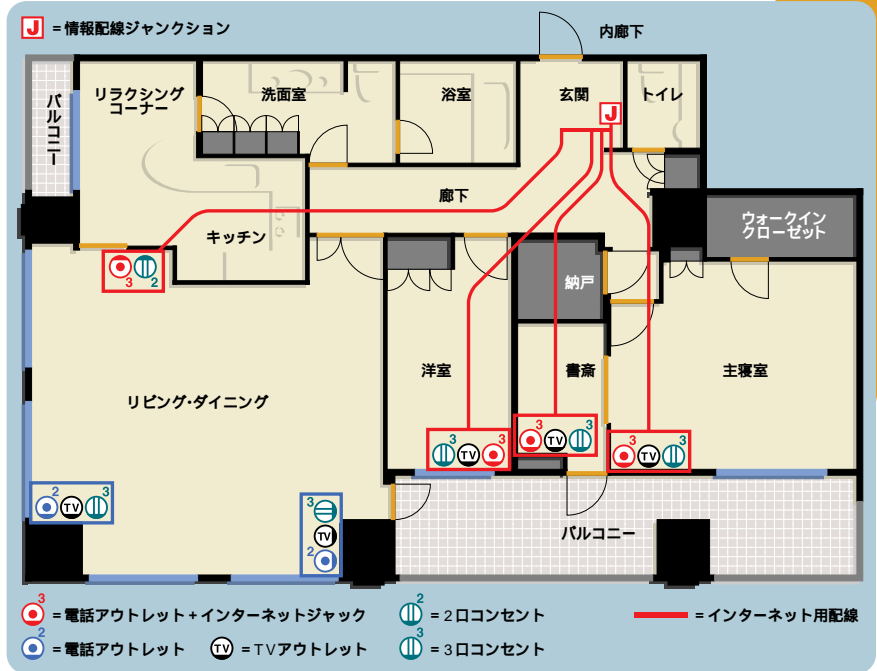 J =情報配線ジャンクション
内廊下
バルコニー
リラクシング
コーナー
洗面室
浴室
玄関
J
トイレ
廊下
ウォークイン
クローゼット
キッチン
納戸
3 2
洋室
書斎
主寝室
リビング・ダイニング
3 TV 3
3 TV 3
3 TV 3
2 TV 3
3
TV
2
バルコニー
3 =電話アウトレット+インターネットジャック
2 =2口コンセント
=インターネット用配線
2 =電話アウトレット
TV =TVアウトレット
3 =3口コンセント